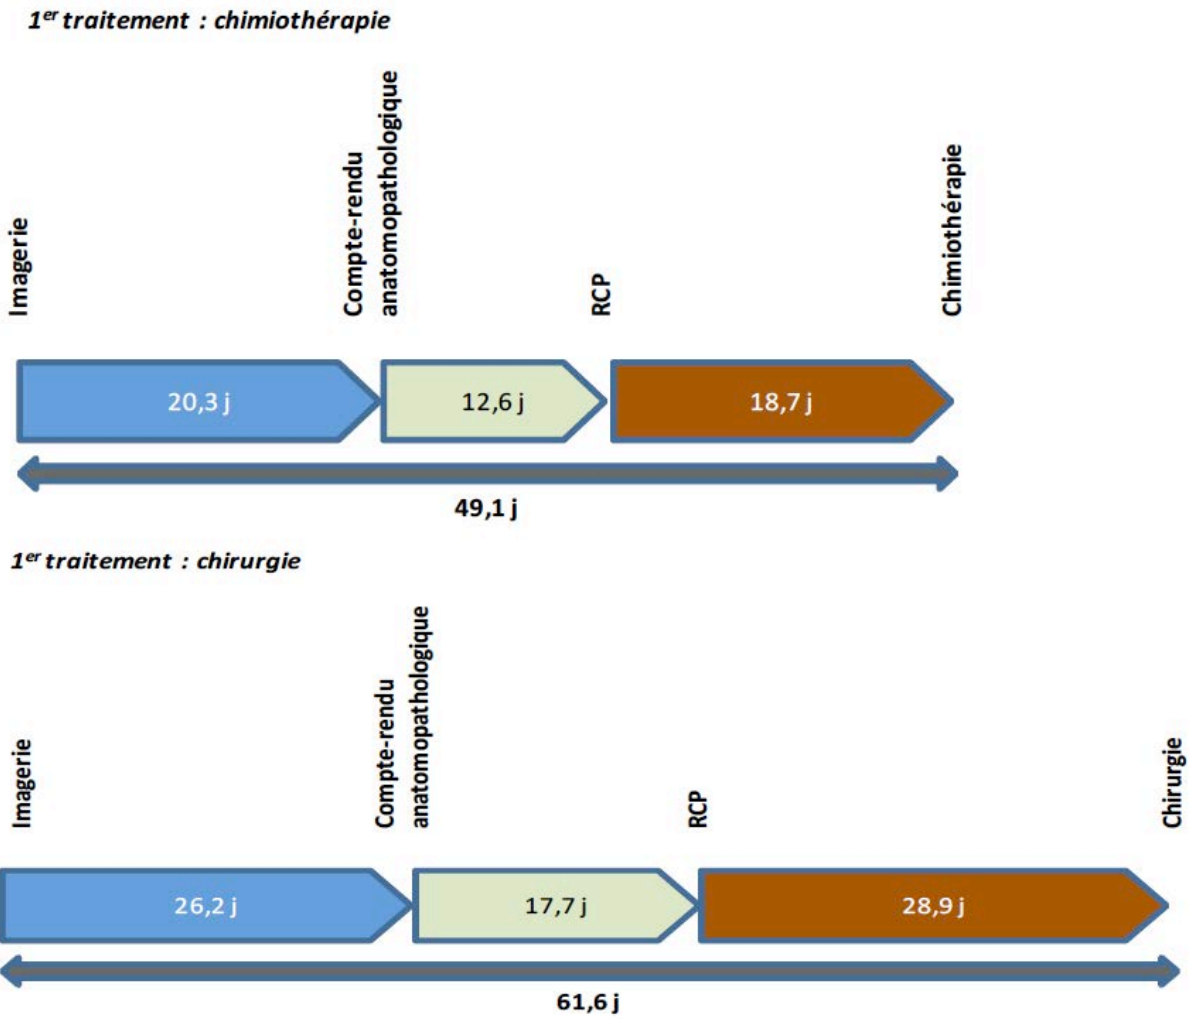 1er traitement : chimiothérapie
Imagerie
Compte-rendu
anatomopathologique
RCP
Chimiothérapie
20,3 j
12,6 j
18,7 j
49,1 j
1er traitement : chirurgie
Imagerie
Compte-rendu
anatomopathologique
RCP
Chirurgie
26,2 j
17,7 j
28,9 j
61,6 j